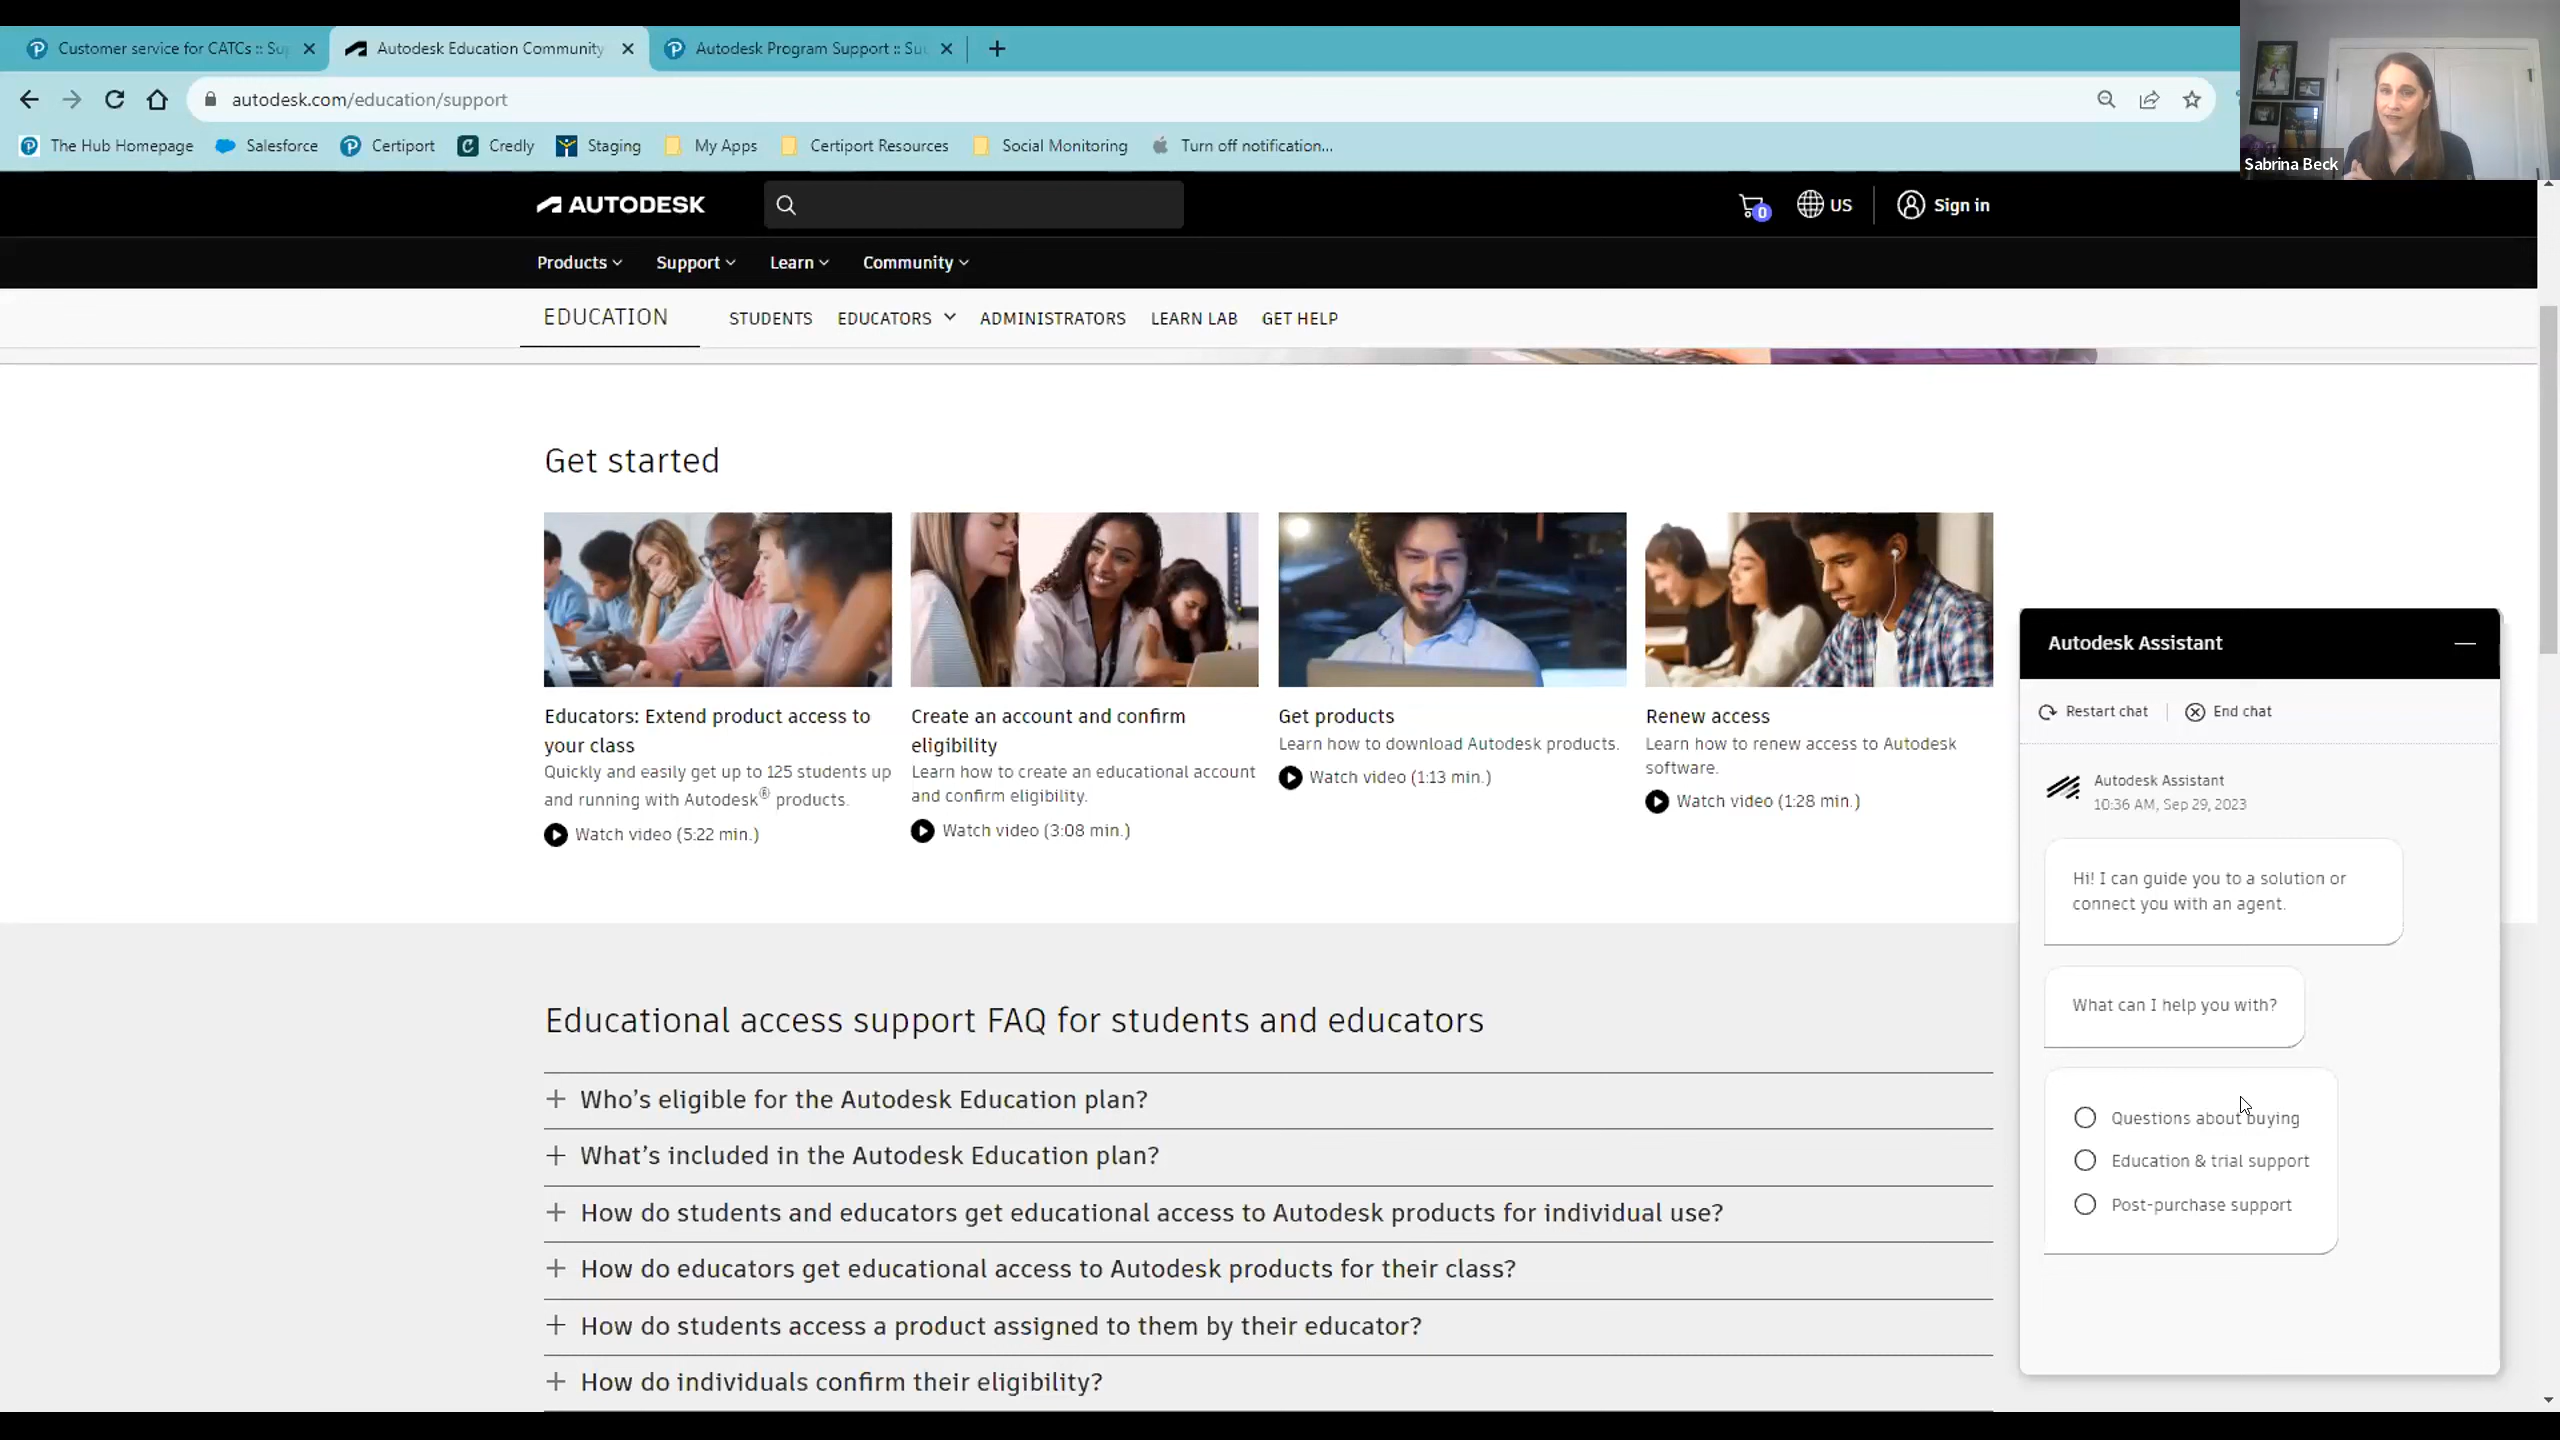 Customer service for CATCs :: Su
Autodesk Education Community
Autodesk Program Support :: Su
autodesk.com/education/support
The Hub Homepage
Salesforce
Certiport
Credly
Staging
My Apps
Certiport Resources
Social Monitoring
Turn off notification...
Sabrina Beck
AUTODESK
0
US
Sign in
Products
Support
Learn
Community
EDUCATION
STUDENTS
EDUCATORS
ADMINISTRATORS
LEARN LAB
GET HELP
Get started
Educators: Extend product access to
your class
Quickly and easily get up to 125 students up
and running with Autodesk® products.
Watch video (5:22 min.)
Create an account and confirm
eligibility
Learn how to create an educational account
and confirm eligibility.
Watch video (3:08 min.)
Get products
Learn how to download Autodesk products.
Watch video (1:13 min.)
Renew access
Learn how to renew access to Autodesk
software.
Watch video (1:28 min.)
Educational access support FAQ for students and educators
Who's eligible for the Autodesk Education plan?
What's included in the Autodesk Education plan?
How do students and educators get educational access to Autodesk products for individual use?
How do educators get educational access to Autodesk products for their class?
How do students access a product assigned to them by their educator?
How do individuals confirm their eligibility?
Autodesk Assistant
Restart chat
End chat
Autodesk Assistant
10:36 AM, Sep 29, 2023
Hi! I can guide you to a solution or
connect you with an agent.
What can I help you with?
Questions about buying
Education & trial support
Post-purchase support